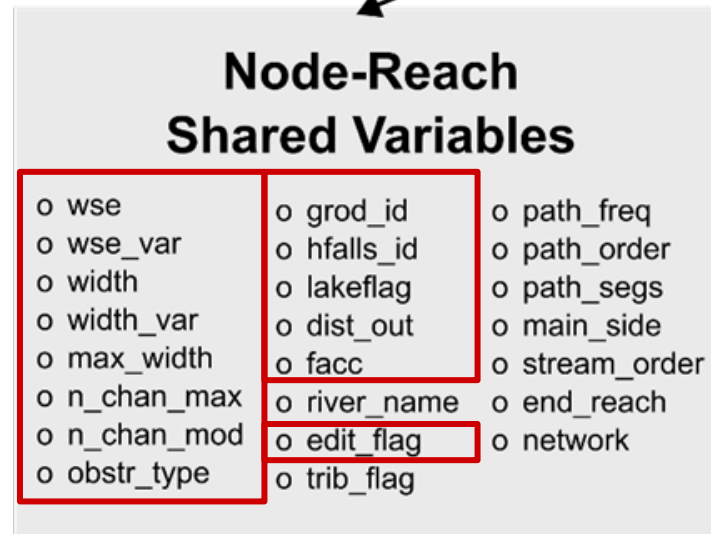 Node-Reach
Shared Variables
o wse
o wse_var
o width
o width_var
o max_width
o n_chan_max
o n_chan_mod
o obstr_type
o grod_id
o hfalls_id
o lakeflag
o dist_out
o facc
o river_name
o edit_flag
o trib_flag
o path_freq
o path_order
o path_segs
o main_side
o stream_order
o end_reach
o network